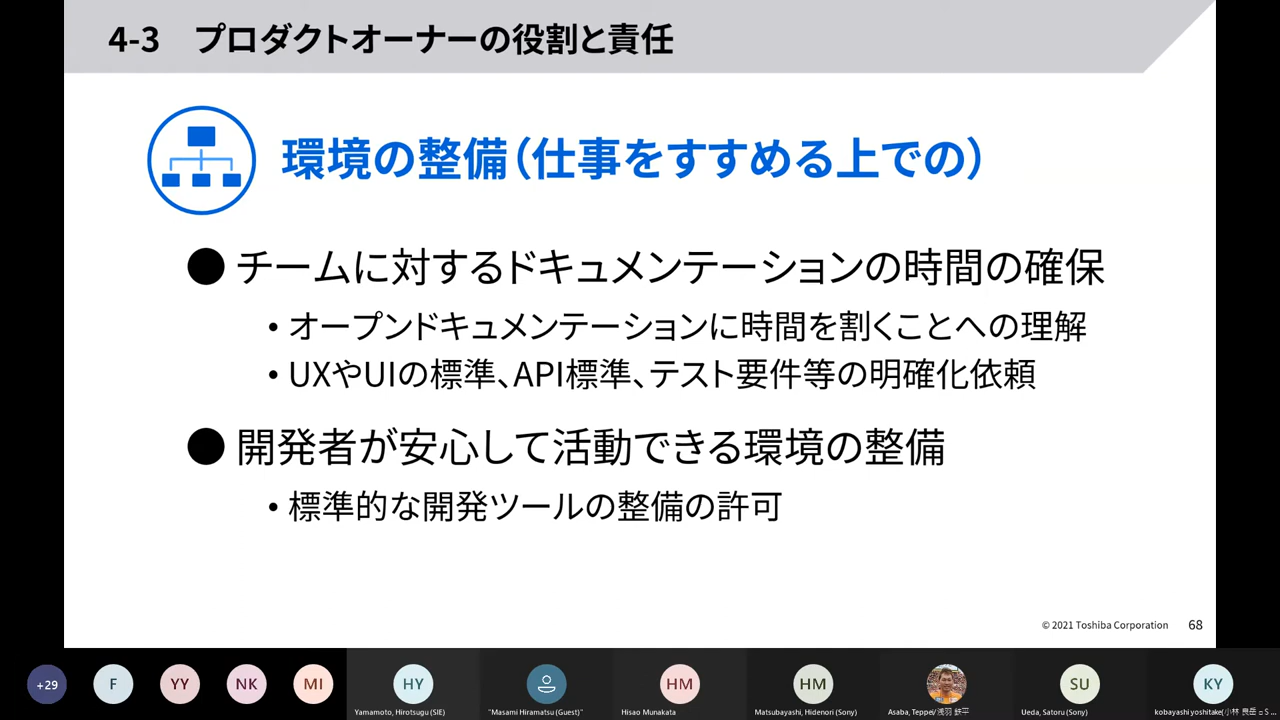 4-3 プロダクトオーナーの役割と責任
環境の整備（仕事をすすめる上での）
● チームに対するドキュメンテーションの時間の確保
• オープンドキュメンテーションに時間を割くことへの理解
• UXやUIの標準、API標準、テスト要件等の明確化依頼
● 開発者が安心して活動できる環境の整備
• 標準的な開発ツールの整備の許可
© 2021 Toshiba Corporation 68
+29 F YY NK MI HY HM HM SU KY
Yamamoto, Hirotsugu (SIE) "Masami Hiramatsu (Guest)" Hisao Munakata Matsubayashi, Hidenori (Sony) Asaba, Teppei/浅羽 鉄平 Ueda, Satoru (Sony) kobayashi yoshitake(小林 良岳